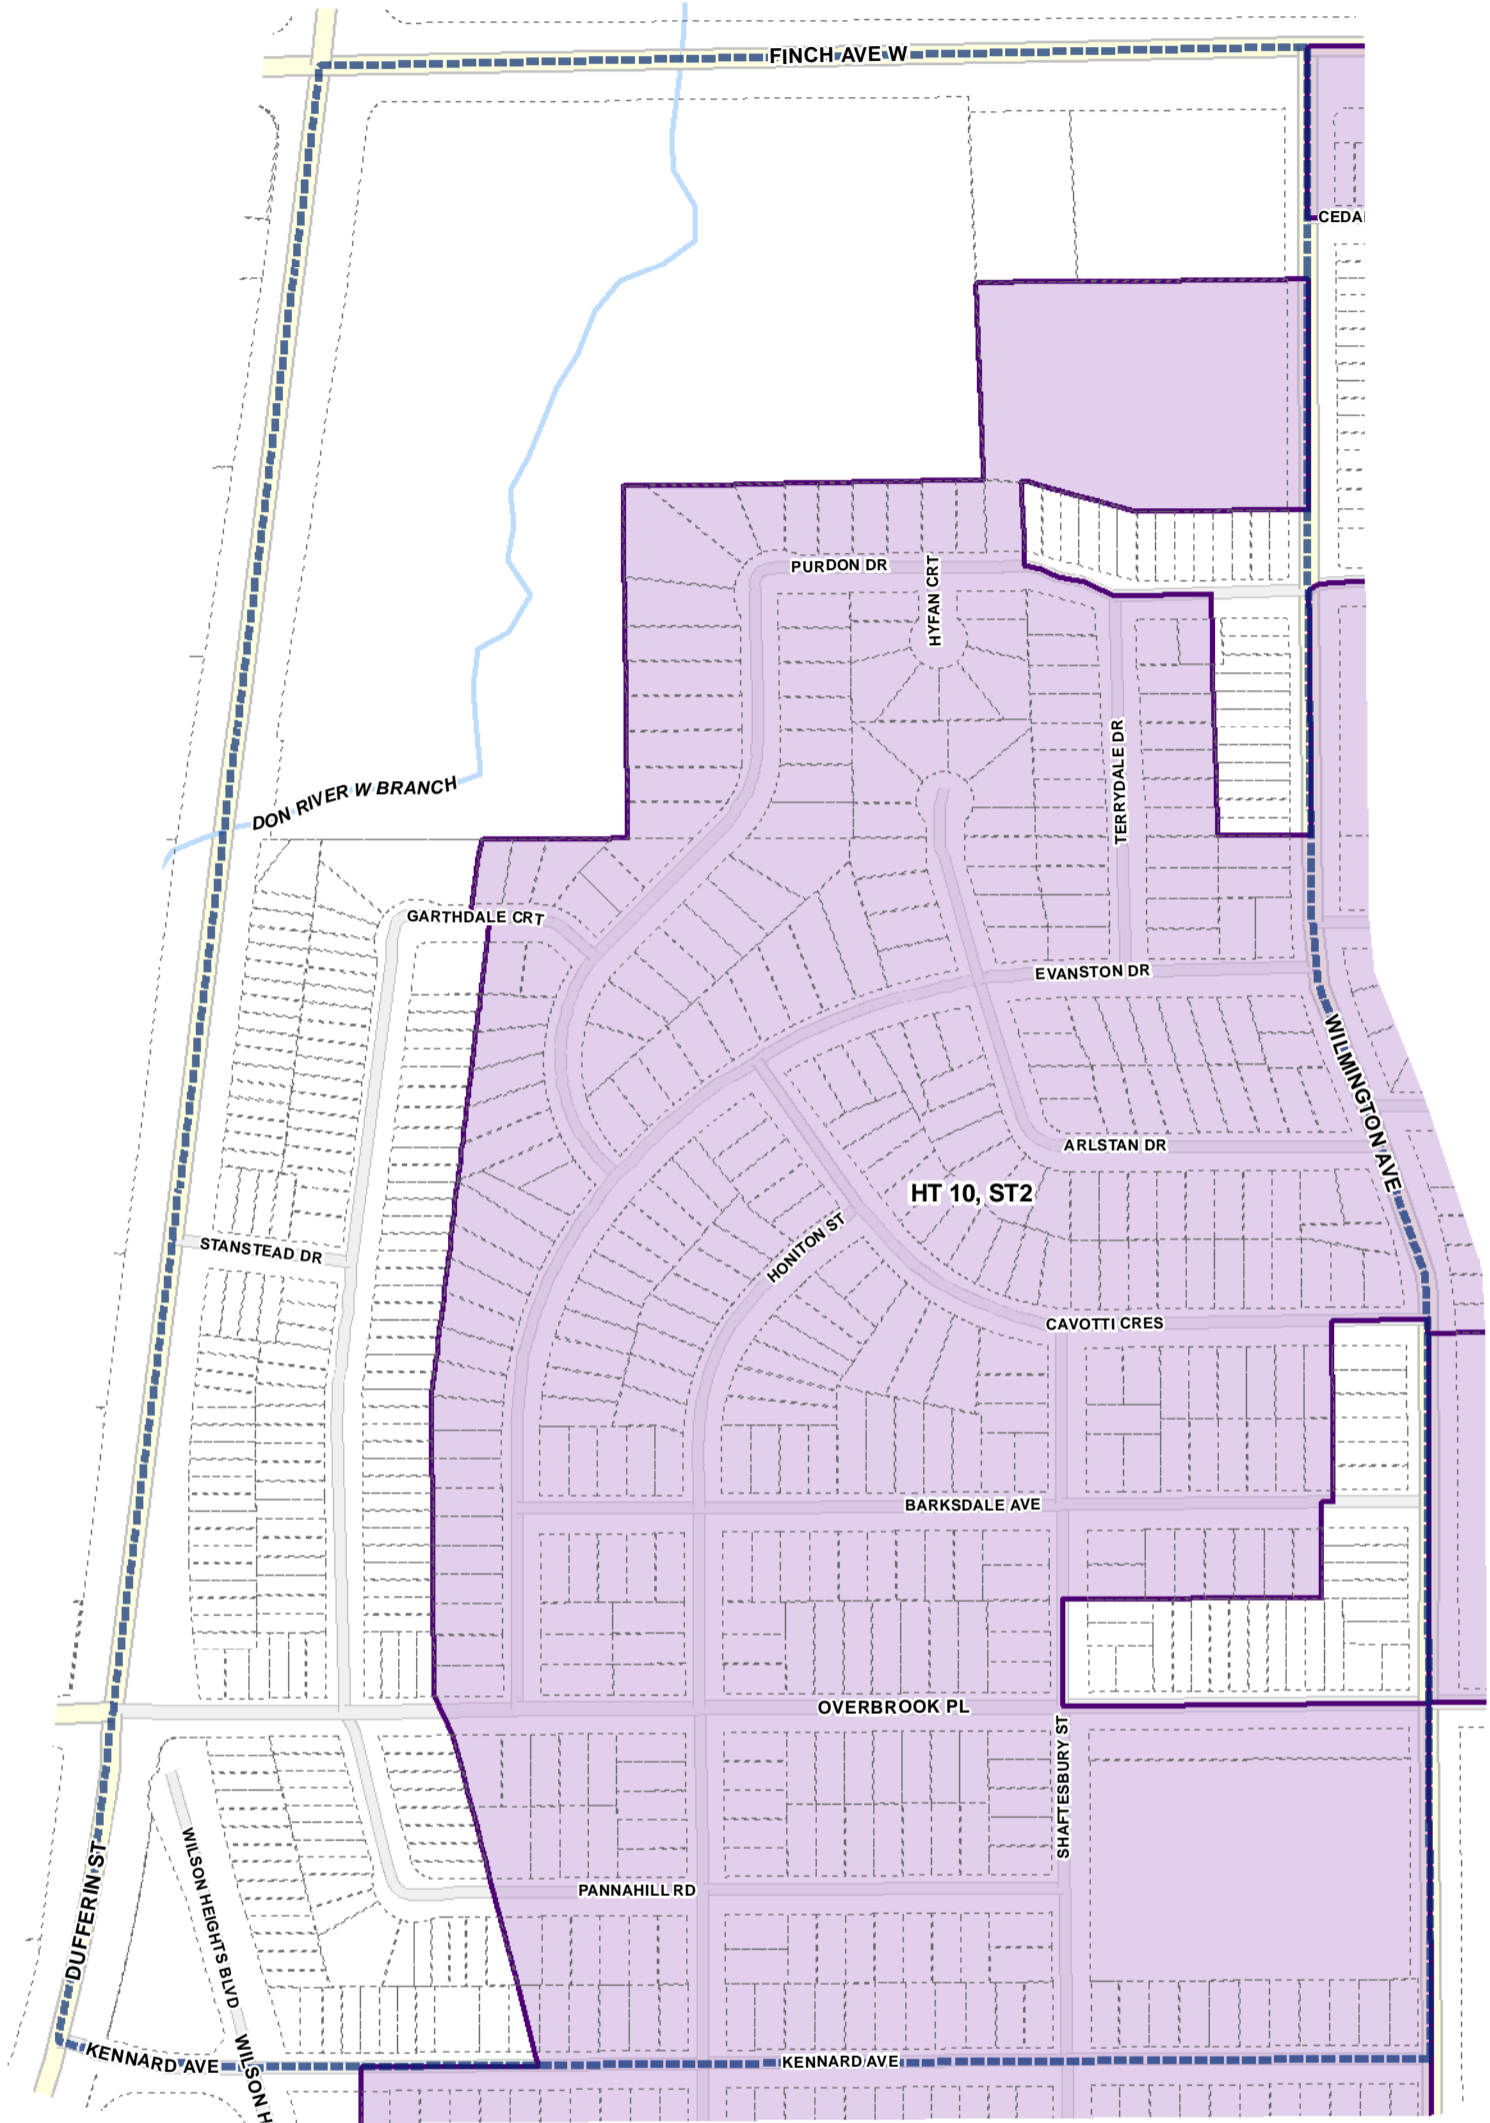 FINCH AVE W
CEDA
PURDON DR
HYFAN CRT
TERRYDALE DR
DON RIVER W BRANCH
GARTHDALE CRT
EVANSTON DR
WILMINGTON AVE
ARLSTAN DR
HT 10, ST2
STANSTEAD DR
HONITON ST
CAVOTTI CRES
BARKSDALE AVE
OVERBROOK PL
SHAFTESBURY ST
DUFFERIN ST
WILSON HEIGHTS BLVD
PANNAHILL RD
KENNARD AVE
KENNARD AVE
WILSON H